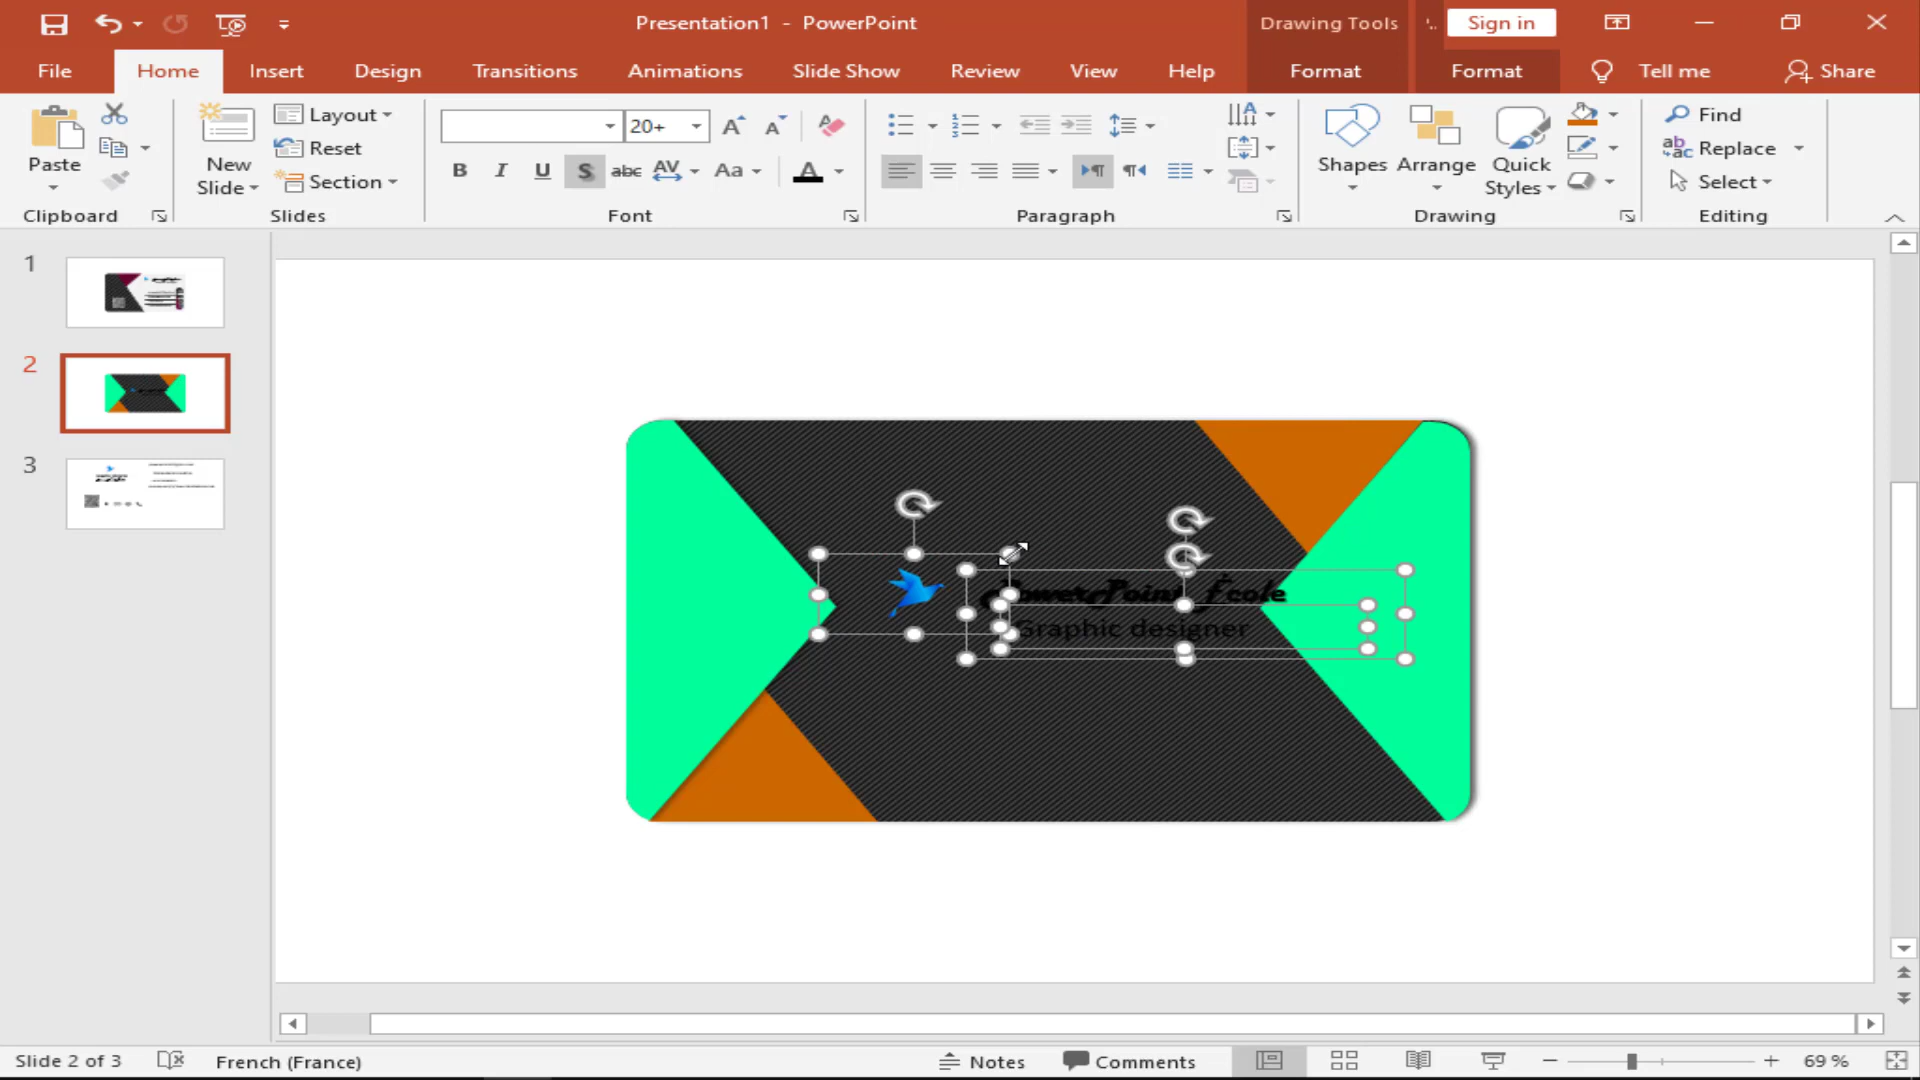 Presentation1 - PowerPoint
Drawing Tools
Sign in
File
Home
Insert
Design
Transitions
Animations
Slide Show
Review
View
Help
Format
Format
Tell me
Share
Paste
New
Slide
Layout
Reset
Section
20+
B I U S abc AV Aa A
Shapes
Arrange
Quick
Styles
Find
Replace
Select
Clipboard
Slides
Font
Paragraph
Drawing
Editing
1
2
3
PowerPoint École
Graphic designer
Slide 2 of 3
French (France)
Notes
Comments
69 %